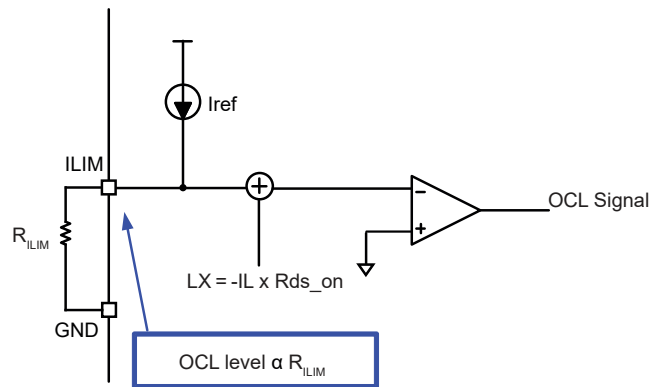 Iref
ILIM
OCL Signal
R_ILIM
LX = -IL x Rds_on
GND
OCL level α R_ILIM